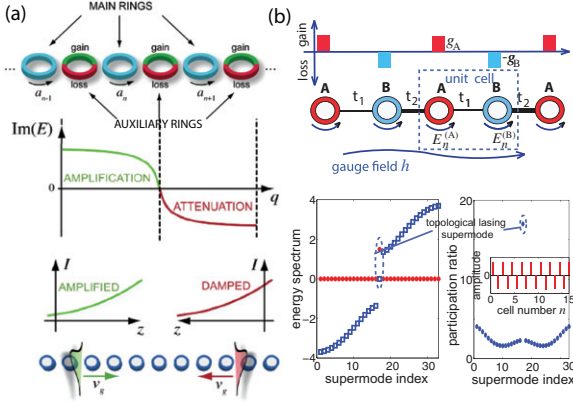 (a)
MAIN RINGS
gain
gain
...
...
a_{n-1}
loss
a_n
a_{n+1}
loss
AUXILIARY RINGS
Im(E)
AMPLIFICATION
0
ATTENUATION
q
I
AMPLIFIED
z
I
DAMPED
z
v_g
v_g
(b)
gain
loss
g_A
-g_B
unit cell
A
B
A
B
A
t_1
t_2
t_1
t_2
E_n^{(A)}
E_n^{(B)}
gauge field h
energy spectrum
4
2
0
-2
-4
0
10
20
30
supermode index
topological lasing
supermode
participation ratio
20
10
0
0
10
20
30
supermode index
amplitude
0
0
5
10
15
cell number n